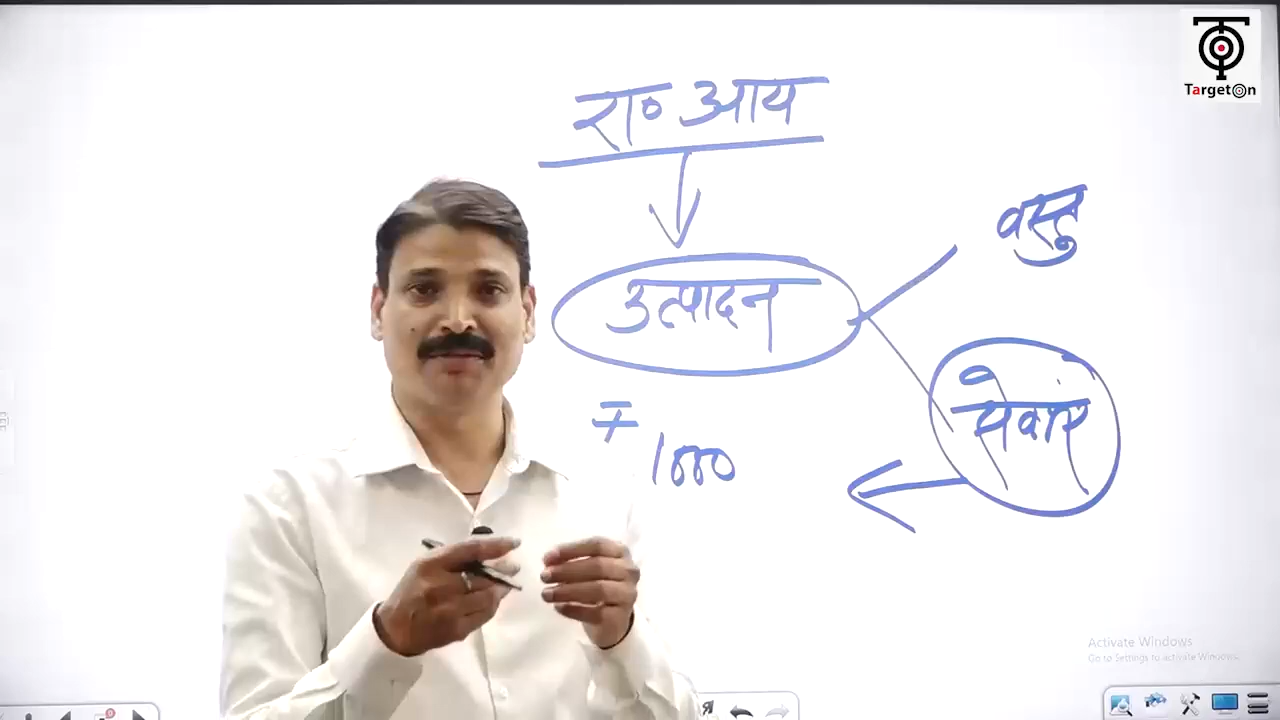 TargetOn
रा० आय
वस्तु
उत्पादन
सेवाएं
₹ 1000
Activate Windows
Go to Settings to activate Windows.